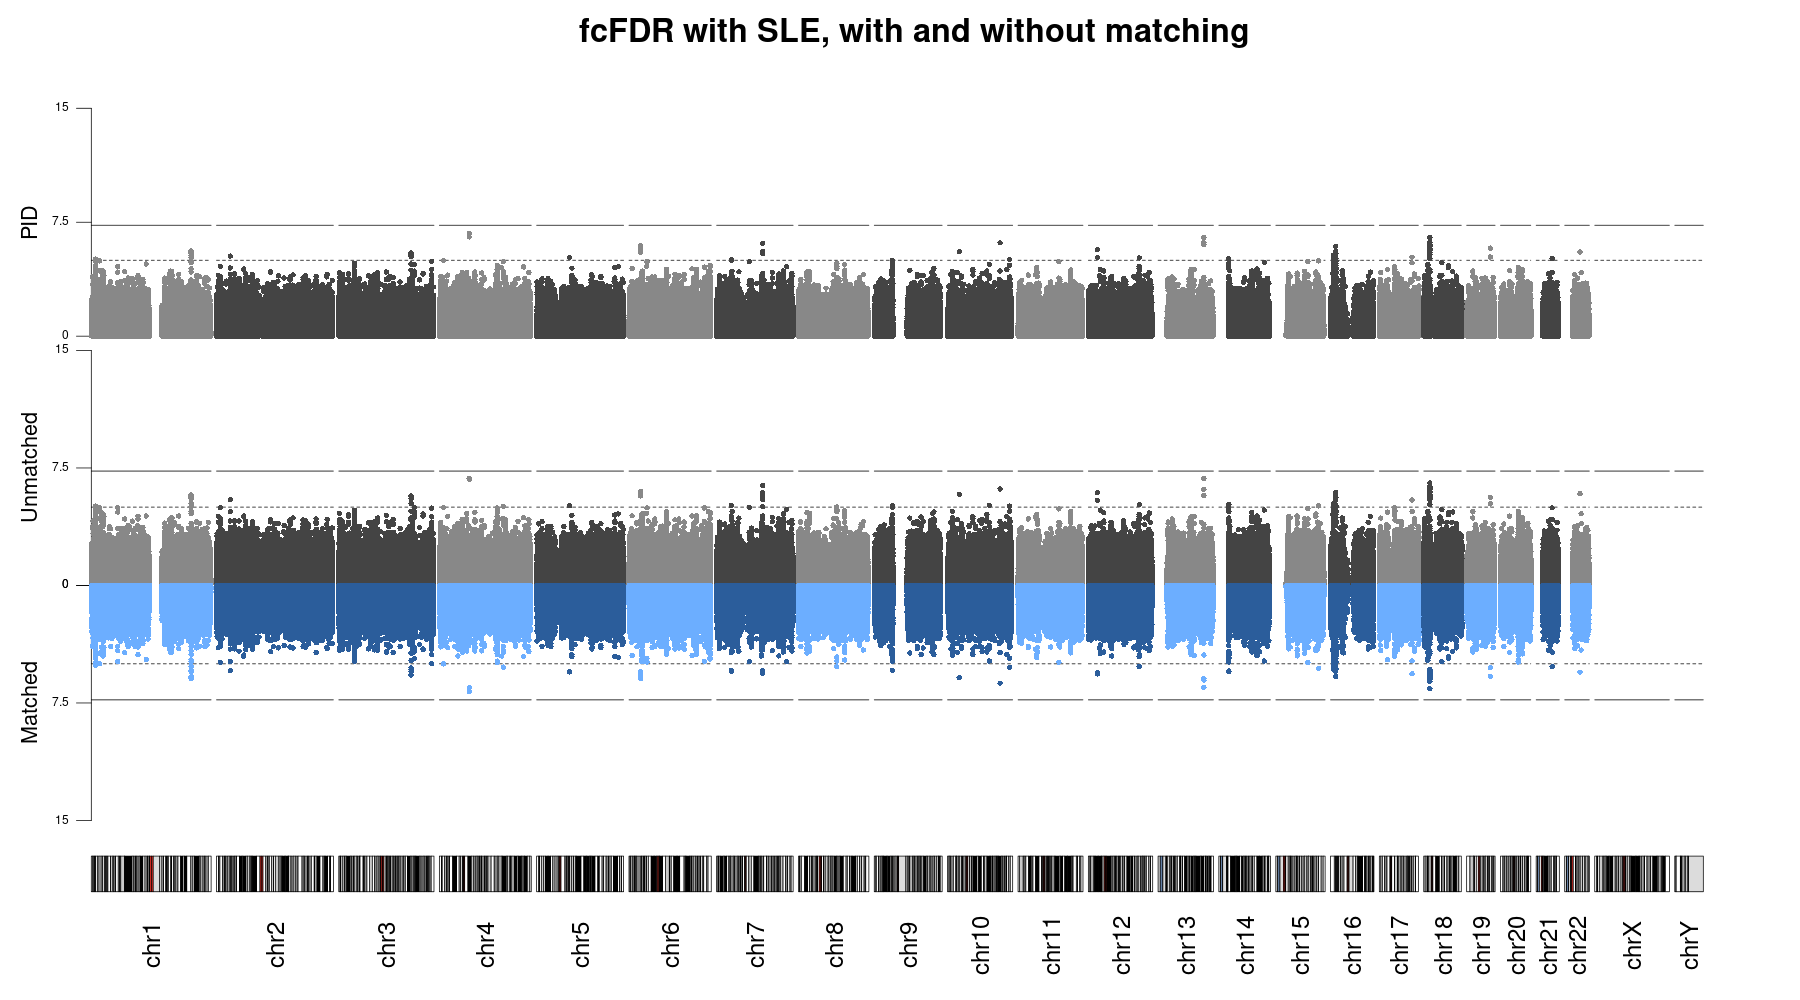 fcFDR with SLE, with and without matching
15
7.5
0
PID
15
7.5
0
Unmatched
7.5
15
Matched
chr1
chr2
chr3
chr4
chr5
chr6
chr7
chr8
chr9
chr10
chr11
chr12
chr13
chr14
chr15
chr16
chr17
chr18
chr19
chr20
chr21
chr22
chrX
chrY